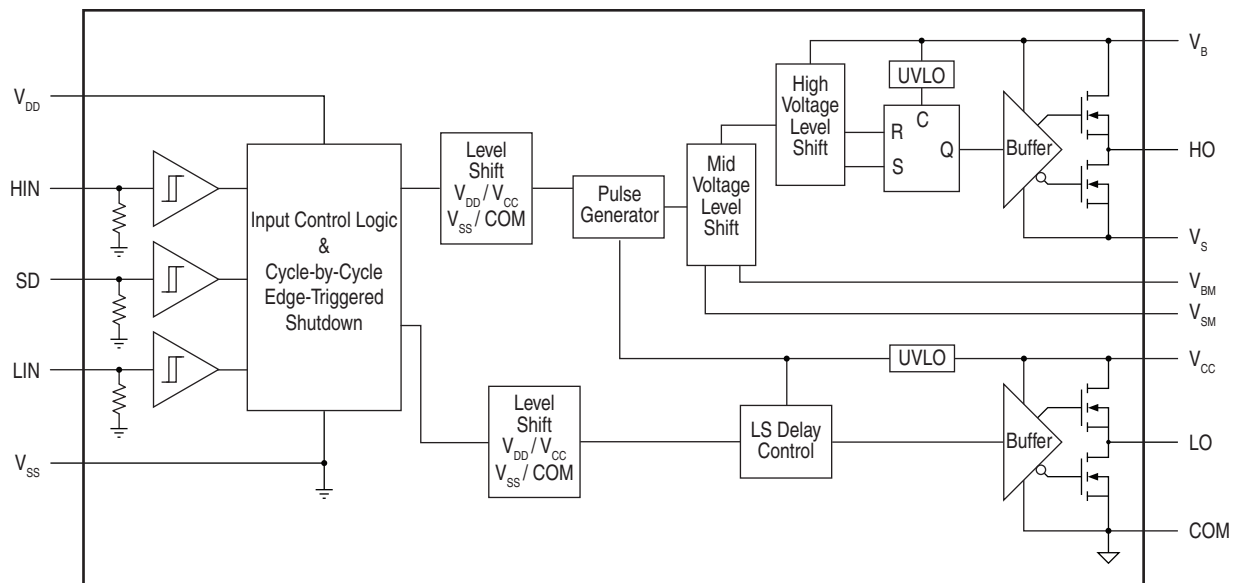 V_B
UVLO
High
Voltage
Level
Shift
C
R
S
Q
Buffer
HO
V_S
V_DD
HIN
SD
LIN
V_SS
Input Control Logic
&
Cycle-by-Cycle
Edge-Triggered
Shutdown
Level
Shift
V_DD / V_CC
V_SS / COM
Pulse
Generator
Mid
Voltage
Level
Shift
V_BM
V_SM
UVLO
V_CC
Level
Shift
V_DD / V_CC
V_SS / COM
LS Delay
Control
Buffer
LO
COM